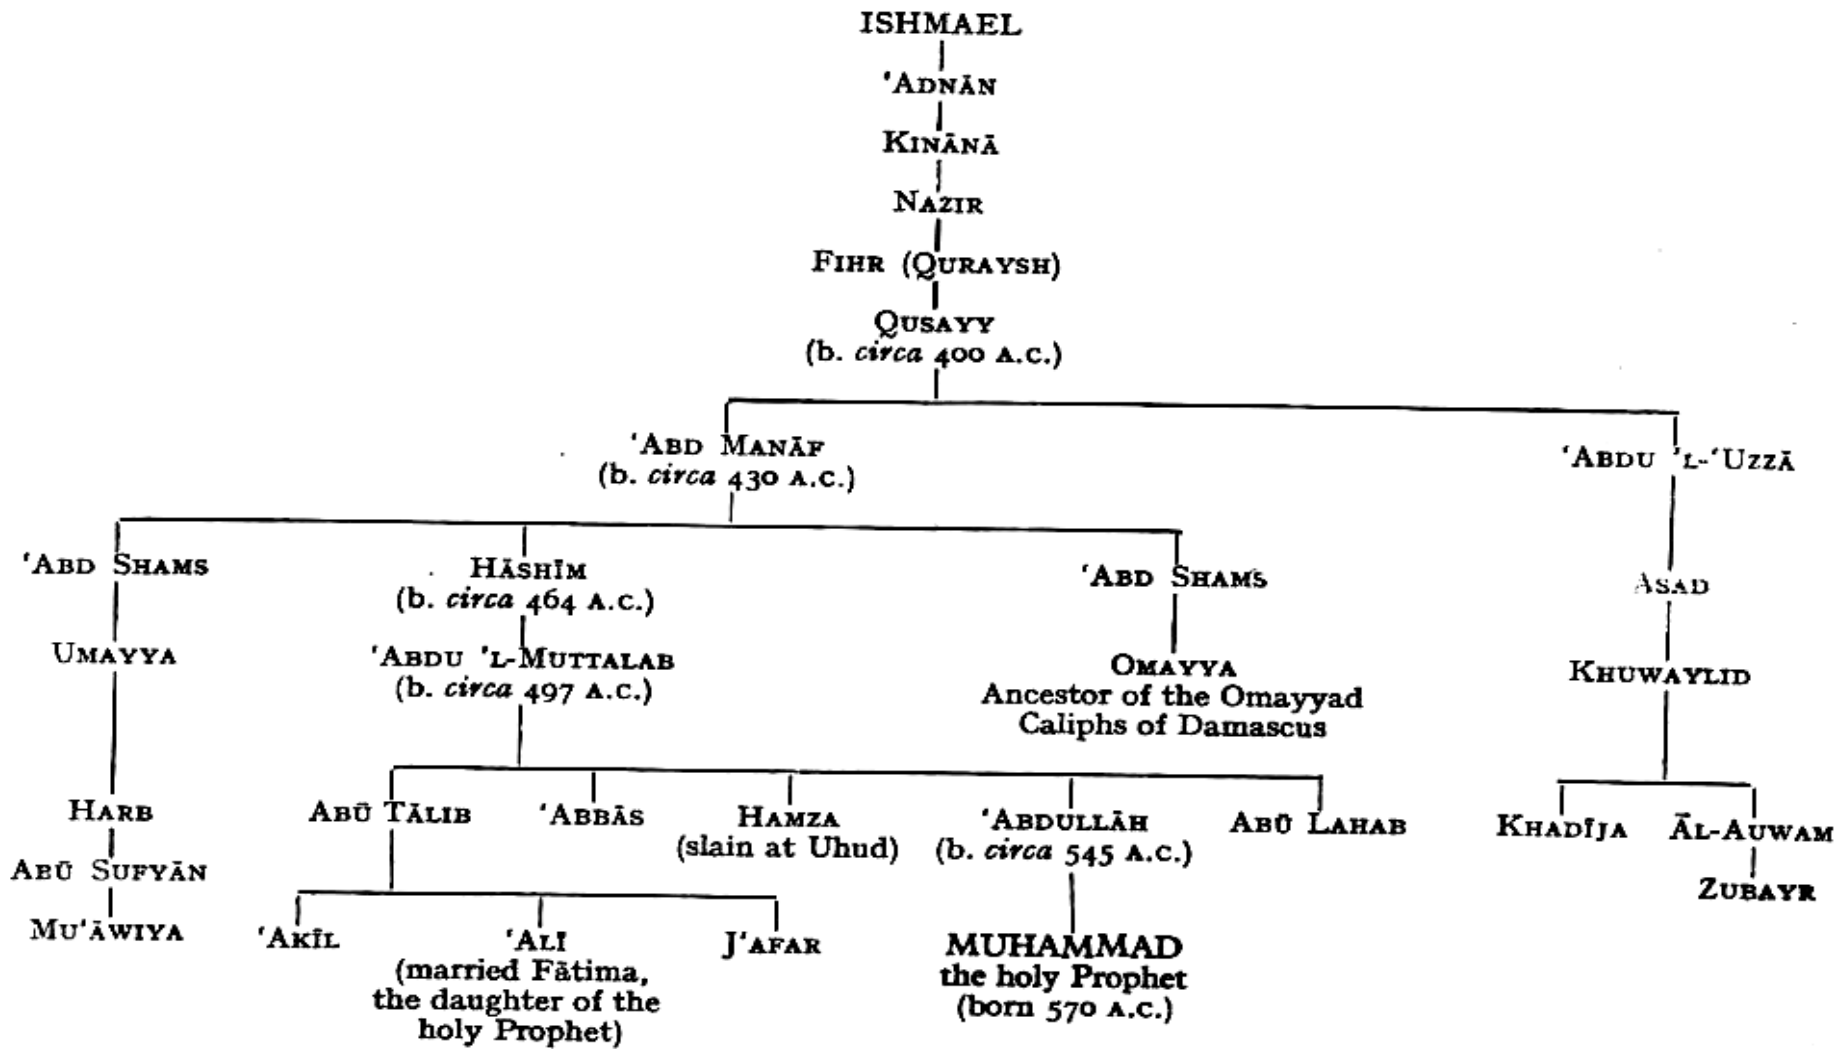 ISHMAEL
'ADNĀN
KINĀNĀ
NAZIR
FIHR (QURAYSH)
QUSAYY
(b. circa 400 A.C.)
'ABD MANĀF
(b. circa 430 A.C.)
'ABDU 'L-'UZZĀ
'ABD SHAMS
HĀSHĪM
(b. circa 464 A.C.)
'ABD SHAMS
ASAD
UMAYYA
'ABDU 'L-MUTTALAB
(b. circa 497 A.C.)
OMAYYA
Ancestor of the Omayyad
Caliphs of Damascus
KHUWAYLID
HARB
ABŪ TĀLIB
'ABBĀS
HAMZA
(slain at Uhud)
'ABDULLĀH
(b. circa 545 A.C.)
ABŪ LAHAB
KHADĪJA
ĀL-AUWAM
ABŪ SUFYĀN
ZUBAYR
MU'ĀWIYA
'AKĪL
'ALĪ
(married Fātima,
the daughter of the
holy Prophet)
J'AFAR
MUHAMMAD
the holy Prophet
(born 570 A.C.)